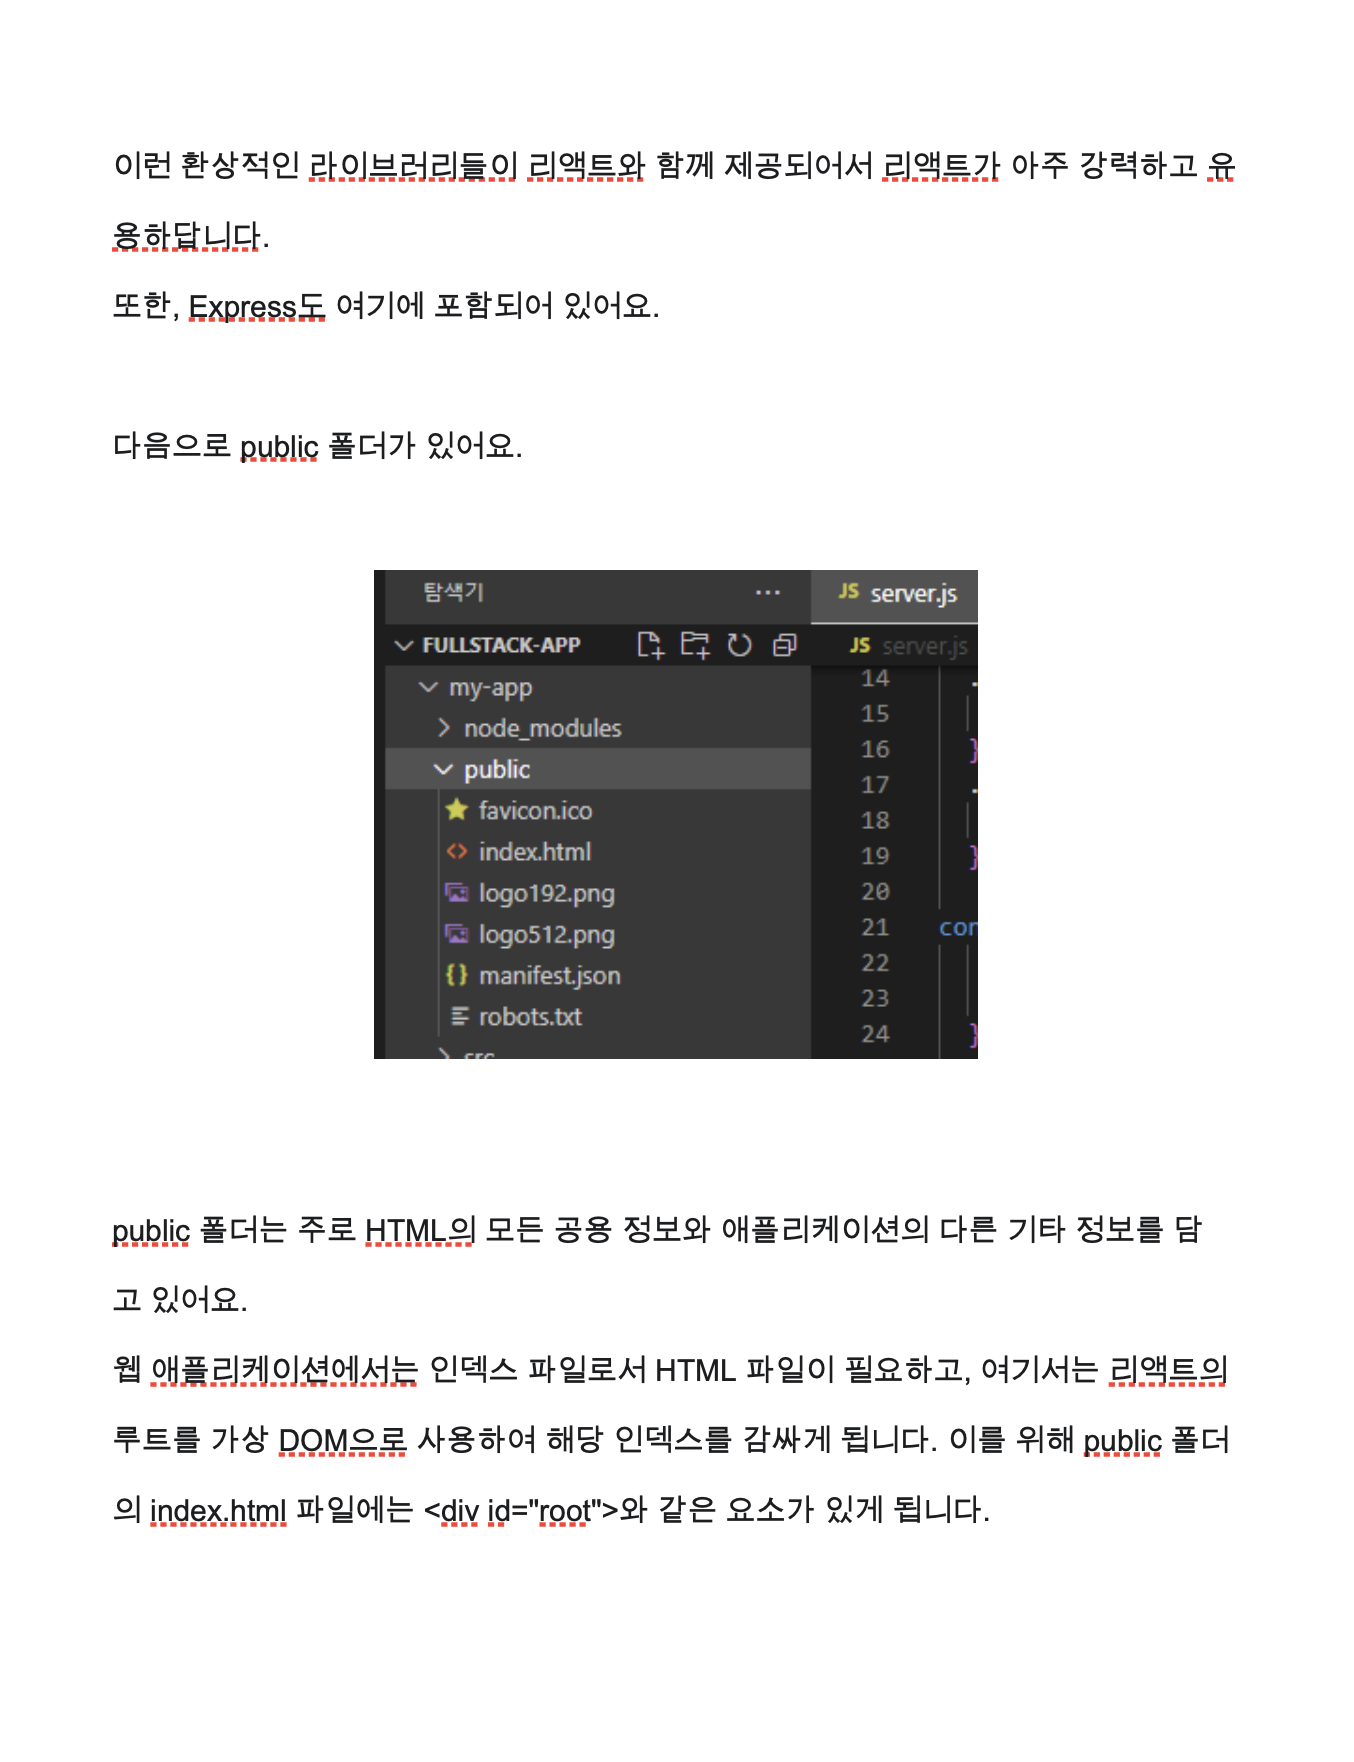 이런 환상적인 라이브러리들이 리액트와 함께 제공되어서 리액트가 아주 강력하고 유
용하답니다.
또한, Express도 여기에 포함되어 있어요.
다음으로 public 폴더가 있어요.
탐색기 ··· JS server.js
FULLSTACK-APP JS server.js
my-app 14 .
node_modules 15
public 16 }
favicon.ico 17 .
index.html 18
logo192.png 19 }
logo512.png 20
manifest.json 21 con
robots.txt 22
src 23
24 }
public 폴더는 주로 HTML의 모든 공용 정보와 애플리케이션의 다른 기타 정보를 담
고 있어요.
웹 애플리케이션에서는 인덱스 파일로서 HTML 파일이 필요하고, 여기서는 리액트의
루트를 가상 DOM으로 사용하여 해당 인덱스를 감싸게 됩니다. 이를 위해 public 폴더
의 index.html 파일에는 <div id="root">와 같은 요소가 있게 됩니다.